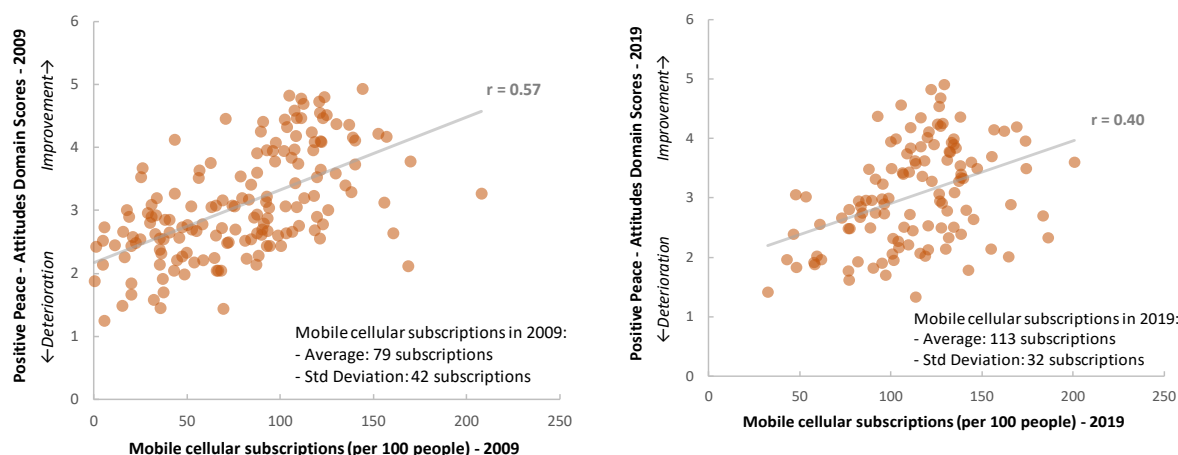 Positive Peace - Attitudes Domain Scores - 2009
←Deterioration
Improvement→
6
5
4
3
2
1
0
r = 0.57
Mobile cellular subscriptions in 2009:
- Average: 79 subscriptions
- Std Deviation: 42 subscriptions
0 50 100 150 200 250
Mobile cellular subscriptions (per 100 people) - 2009
Positive Peace - Attitudes Domain Scores - 2019
←Deterioration
Improvement→
6
5
4
3
2
1
0
r = 0.40
Mobile cellular subscriptions in 2019:
- Average: 113 subscriptions
- Std Deviation: 32 subscriptions
0 50 100 150 200 250
Mobile cellular subscriptions (per 100 people) - 2019